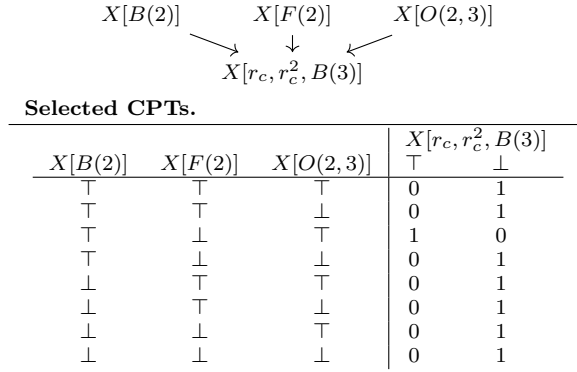 X[B(2)] X[F(2)] X[O(2,3)]
X[r_c, r_c^2, B(3)]
Selected CPTs.
X[r_c, r_c^2, B(3)]
X[B(2)] X[F(2)] X[O(2,3)] ⊤ ⊥
⊤ ⊤ ⊤ 0 1
⊤ ⊤ ⊥ 0 1
⊤ ⊥ ⊤ 1 0
⊤ ⊥ ⊥ 0 1
⊥ ⊤ ⊤ 0 1
⊥ ⊤ ⊥ 0 1
⊥ ⊥ ⊤ 0 1
⊥ ⊥ ⊥ 0 1